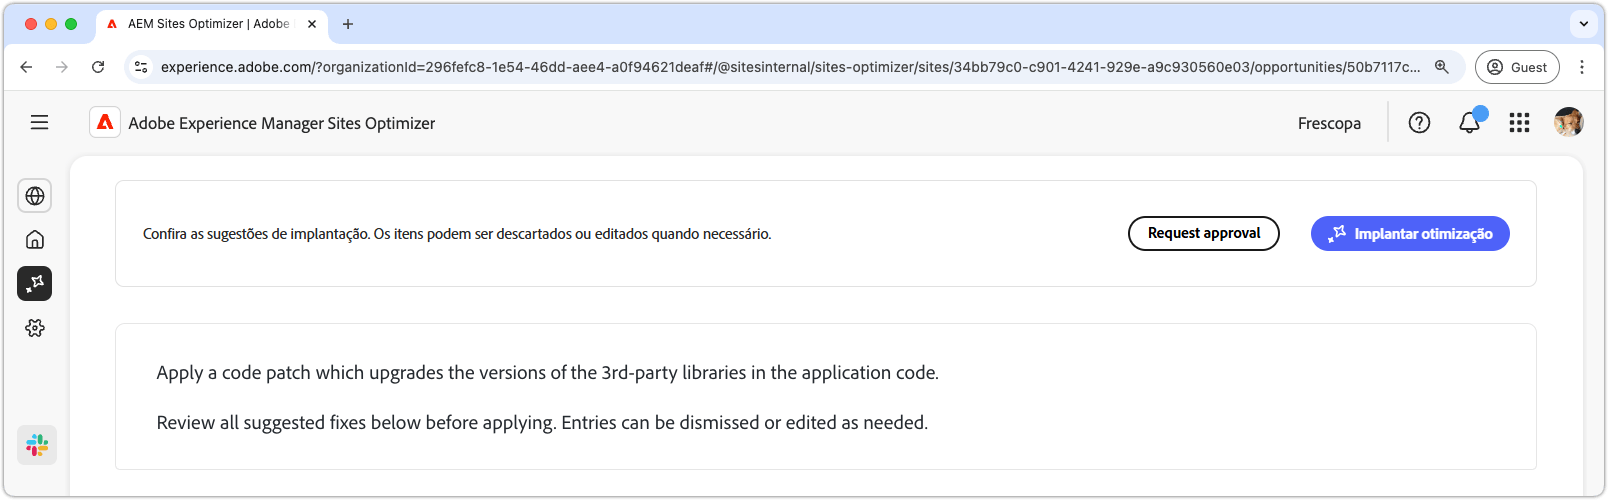 AEM Sites Optimizer | Adobe
experience.adobe.com/?organizationId=296fefc8-1e54-46dd-aee4-a0f94621deaf#/@sitesinternal/sites-optimizer/sites/34bb79c0-c901-4241-929e-a9c930560e03/opportunities/50b7117c...
Guest
Adobe Experience Manager Sites Optimizer
Frescopa
Confira as sugestões de implantação. Os itens podem ser descartados ou editados quando necessário.
Request approval
Implantar otimização
Apply a code patch which upgrades the versions of the 3rd-party libraries in the application code.
Review all suggested fixes below before applying. Entries can be dismissed or edited as needed.